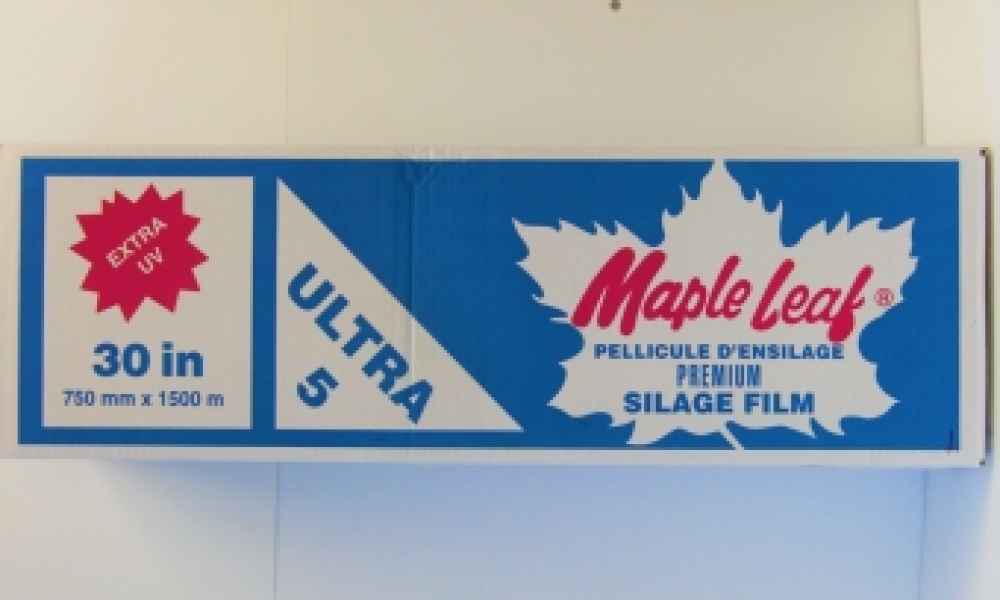 EXTRA
UV
30 in
750 mm x 1500 m
ULTRA
5
Maple Leaf ®
PELLICULE D'ENSILAGE
PREMIUM
SILAGE FILM